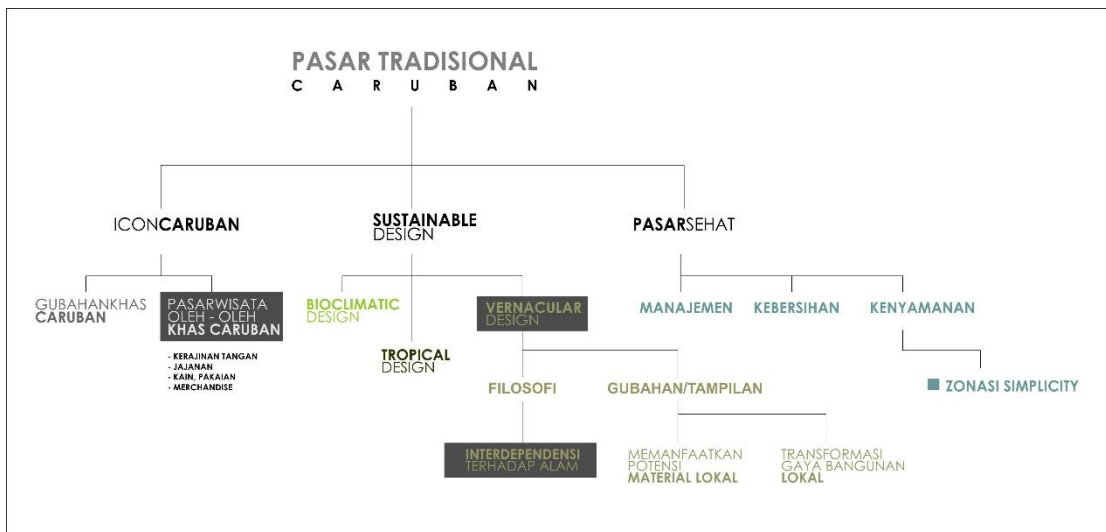 PASAR TRADISIONAL
CARUBAN
ICONCARUBAN
SUSTAINABLE
DESIGN
PASARSEHAT
GUBAHANKHAS
CARUBAN
PASARWISATA
OLEH - OLEH
KHAS CARUBAN
- KERAJINAN TANGAN
- JAJANAN
- KAIN, PAKAIAN
- MERCHANDISE
BIOCLIMATIC
DESIGN
TROPICAL
DESIGN
VERNACULAR
DESIGN
MANAJEMEN
KEBERSIHAN
KENYAMANAN
FILOSOFI
GUBAHAN/TAMPILAN
ZONASI SIMPLICITY
INTERDEPENDENSI
TERHADAP ALAM
MEMANFAATKAN
POTENSI
MATERIAL LOKAL
TRANSFORMASI
GAYA BANGUNAN
LOKAL